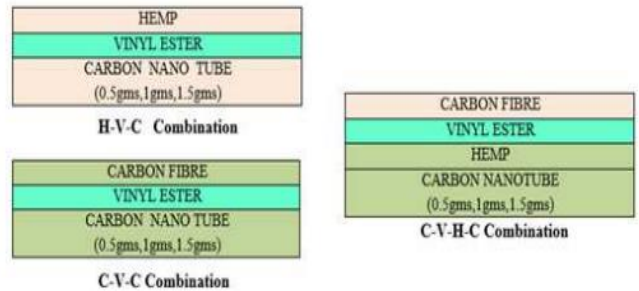 HEMP
VINYL ESTER
CARBON NANO TUBE
(0.5gms,1gms,1.5gms)
H-V-C Combination
CARBON FIBRE
VINYL ESTER
CARBON NANO TUBE
(0.5gms,1gms,1.5gms)
C-V-C Combination
CARBON FIBRE
VINYL ESTER
HEMP
CARBON NANOTUBE
(0.5gms,1gms,1.5gms)
C-V-H-C Combination